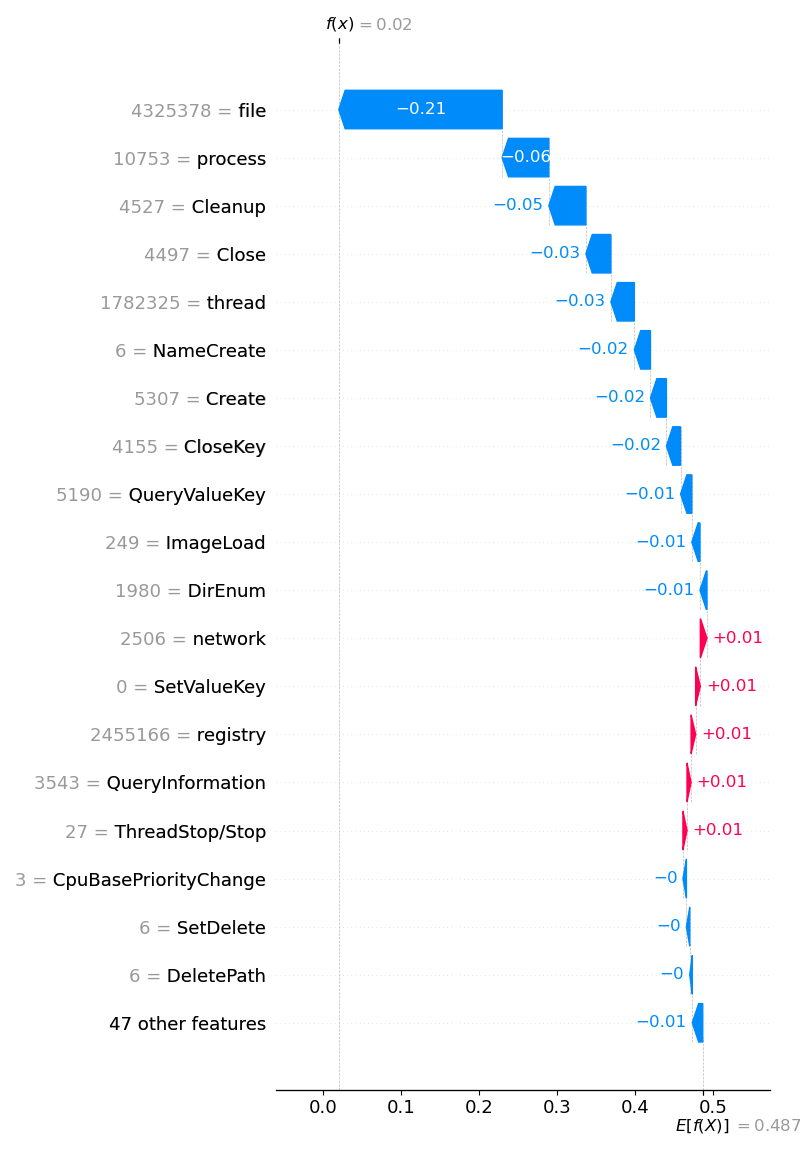 f(x) = 0.02
4325378 = file −0.21
10753 = process −0.06
4527 = Cleanup −0.05
4497 = Close −0.03
1782325 = thread −0.03
6 = NameCreate −0.02
5307 = Create −0.02
4155 = CloseKey −0.02
5190 = QueryValueKey −0.01
249 = ImageLoad −0.01
1980 = DirEnum −0.01
2506 = network +0.01
0 = SetValueKey +0.01
2455166 = registry +0.01
3543 = QueryInformation +0.01
27 = ThreadStop/Stop +0.01
3 = CpuBasePriorityChange −0
6 = SetDelete −0
6 = DeletePath −0
47 other features −0.01
0.0 0.1 0.2 0.3 0.4 0.5
E[f(X)] = 0.487